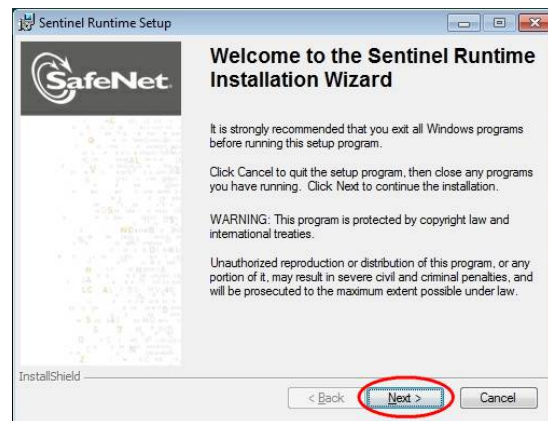 Sentinel Runtime Setup
SafeNet.
Welcome to the Sentinel Runtime
Installation Wizard
It is strongly recommended that you exit all Windows programs
before running this setup program.
Click Cancel to quit the setup program, then close any programs
you have running. Click Next to continue the installation.
WARNING: This program is protected by copyright law and
international treaties.
Unauthorized reproduction or distribution of this program, or any
portion of it, may result in severe civil and criminal penalties, and
will be prosecuted to the maximum extent possible under law.
InstallShield
< Back Next > Cancel